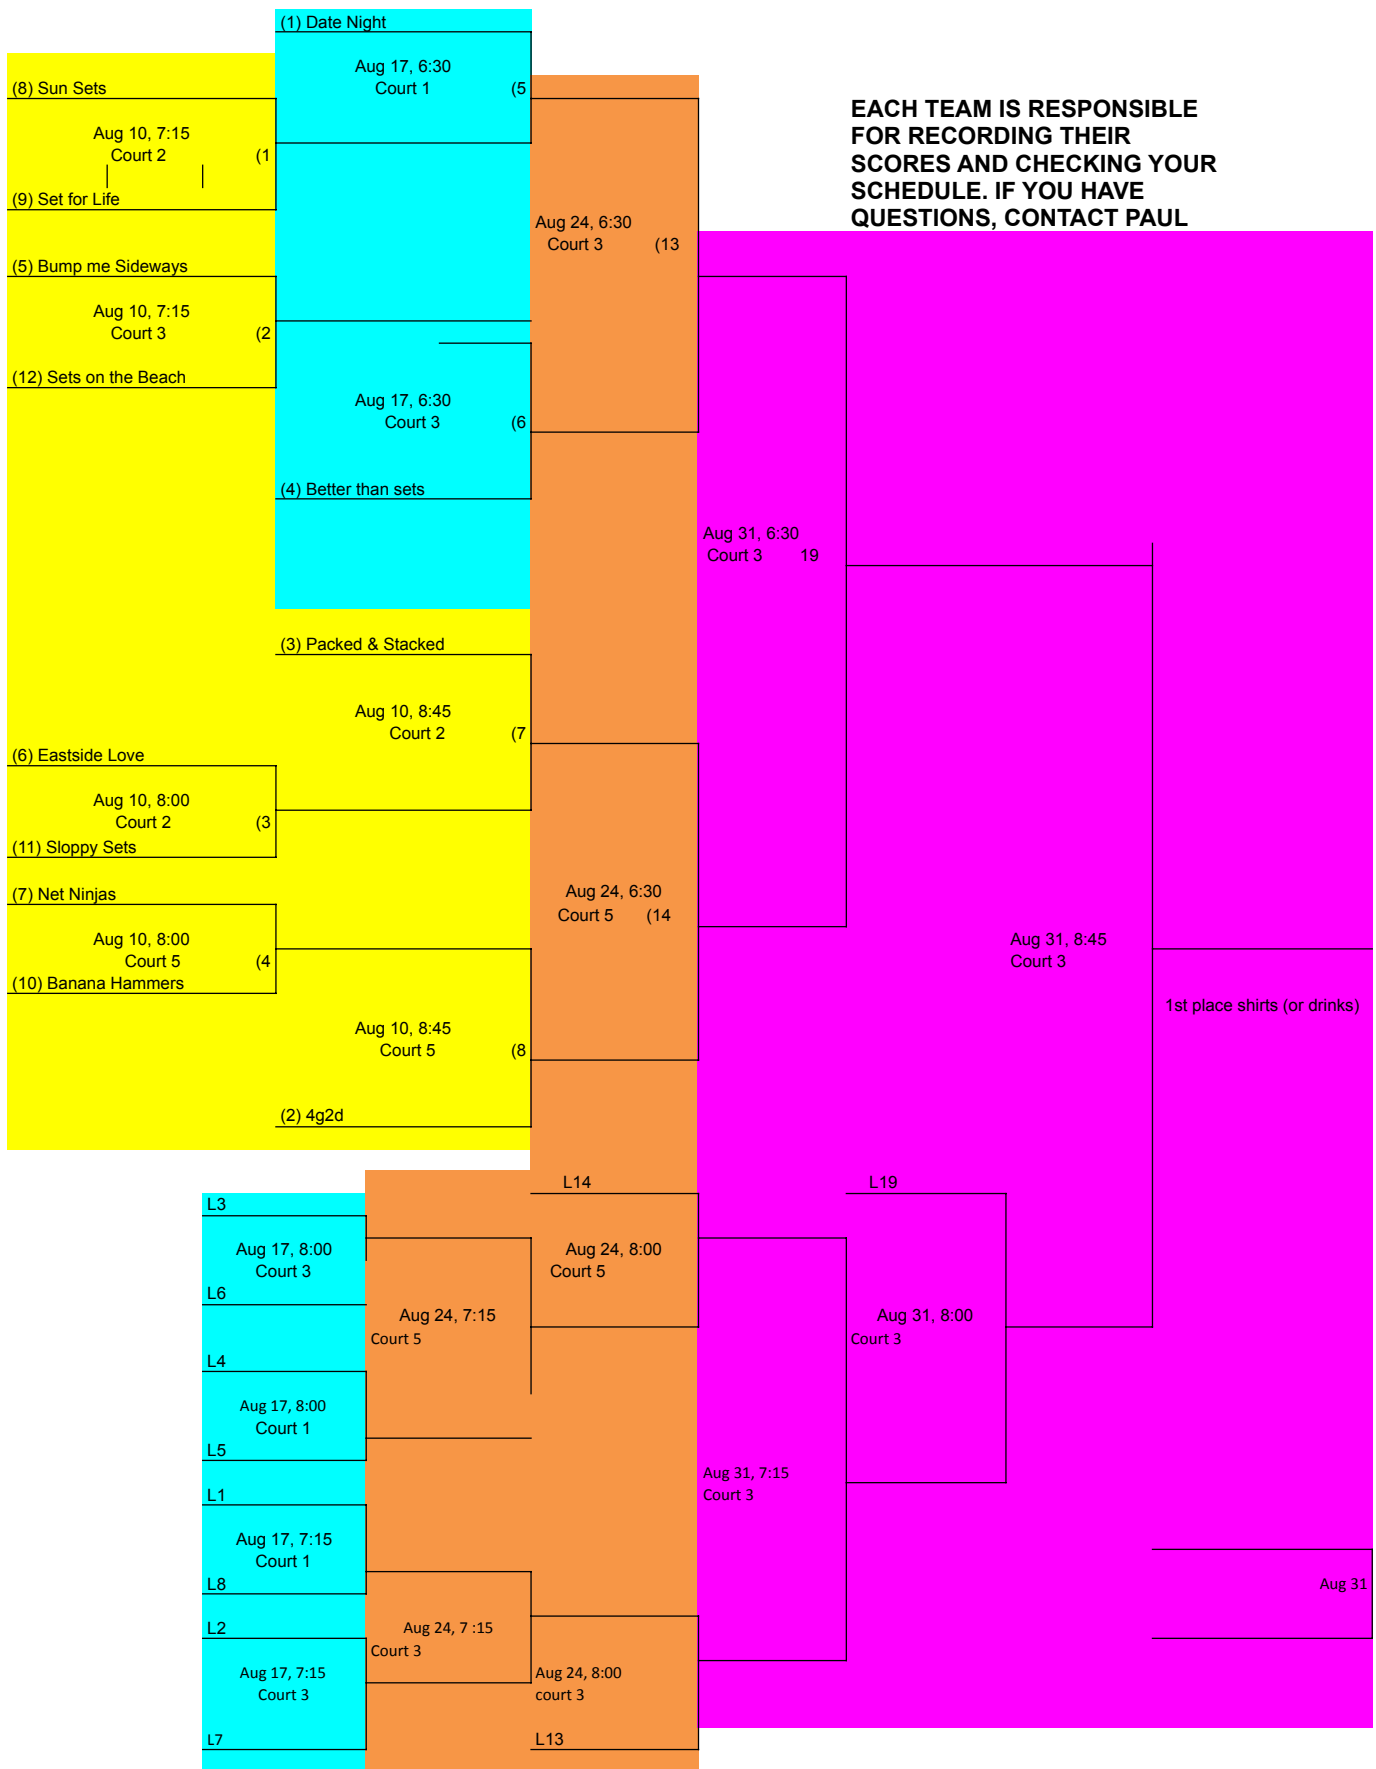 (1) Date Night
Aug 17, 6:30
Court 1 (5
(8) Sun Sets
Aug 10, 7:15
Court 2 (1
(9) Set for Life
EACH TEAM IS RESPONSIBLE
FOR RECORDING THEIR
SCORES AND CHECKING YOUR
SCHEDULE. IF YOU HAVE
QUESTIONS, CONTACT PAUL
Aug 24, 6:30
Court 3 (13
(5) Bump me Sideways
Aug 10, 7:15
Court 3 (2
(12) Sets on the Beach
Aug 17, 6:30
Court 3 (6
(4) Better than sets
Aug 31, 6:30
Court 3 19
(3) Packed & Stacked
Aug 10, 8:45
Court 2 (7
(6) Eastside Love
Aug 10, 8:00
Court 2 (3
(11) Sloppy Sets
(7) Net Ninjas
Aug 10, 8:00
Court 5 (4
(10) Banana Hammers
Aug 24, 6:30
Court 5 (14
Aug 31, 8:45
Court 3
1st place shirts (or drinks)
Aug 10, 8:45
Court 5 (8
(2) 4g2d
L14
L19
L3
Aug 17, 8:00
Court 3
L6
Aug 24, 8:00
Court 5
Aug 24, 7:15
Court 5
Aug 31, 8:00
Court 3
L4
Aug 17, 8:00
Court 1
L5
Aug 31, 7:15
Court 3
L1
Aug 17, 7:15
Court 1
L8
Aug 31
L2
Aug 24, 7 :15
Court 3
Aug 17, 7:15
Court 3
Aug 24, 8:00
court 3
L7
L13